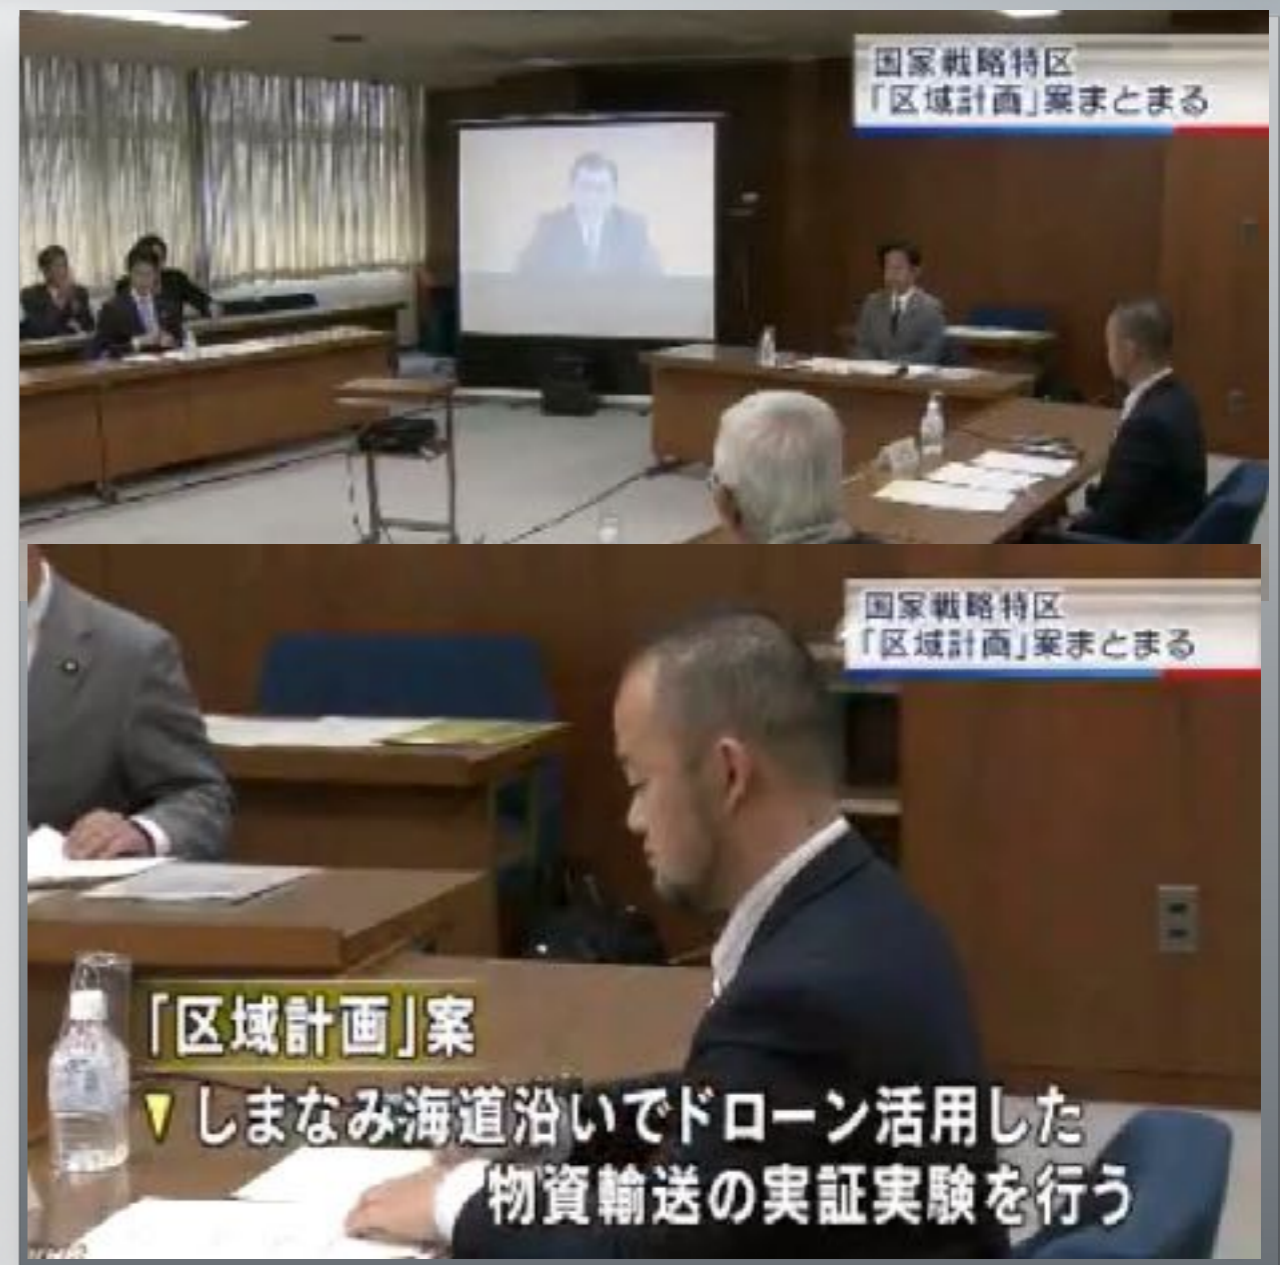 国家戦略特区
「区域計画」案まとまる
国家戦略特区
「区域計画」案まとまる
「区域計画」案
▼しまなみ海道沿いでドローン活用した
物資輸送の実証実験を行う